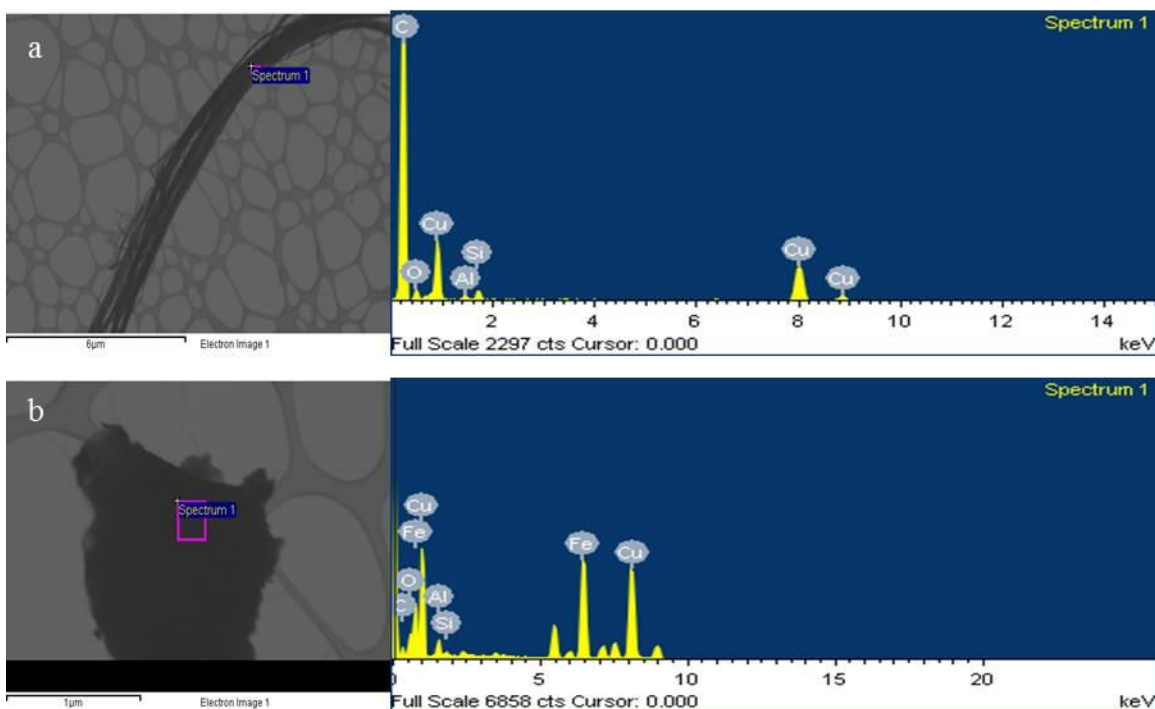 a
Spectrum 1
6µm
Electron Image 1
Spectrum 1
C
O
Cu
Al
Si
Cu
Cu
2 4 6 8 10 12 14
Full Scale 2297 cts Cursor: 0.000 keV
b
Spectrum 1
1µm
Electron Image 1
Spectrum 1
Cu
Fe
O
C
Al
Si
Fe
Cu
5 10 15 20
Full Scale 6858 cts Cursor: 0.000 keV